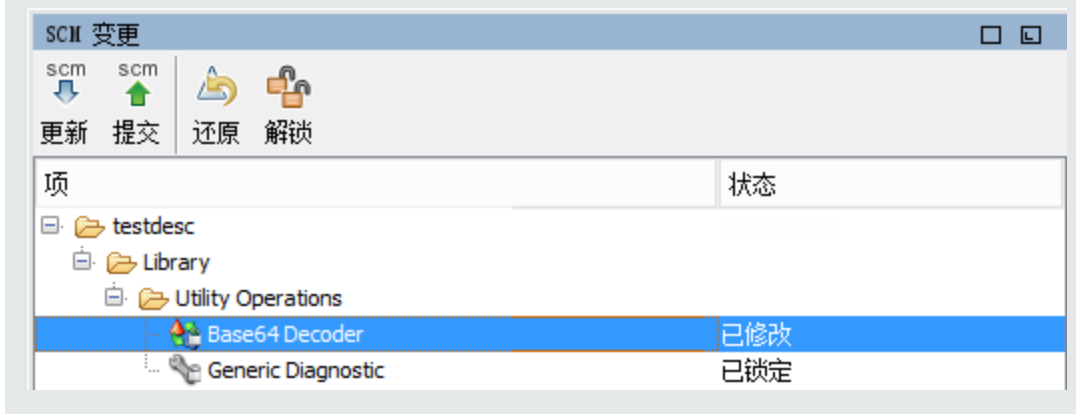 SCM 变更
scm scm
更新 提交 还原 解锁
项 状态
testdesc
Library
Utility Operations
Base64 Decoder 已修改
Generic Diagnostic 已锁定